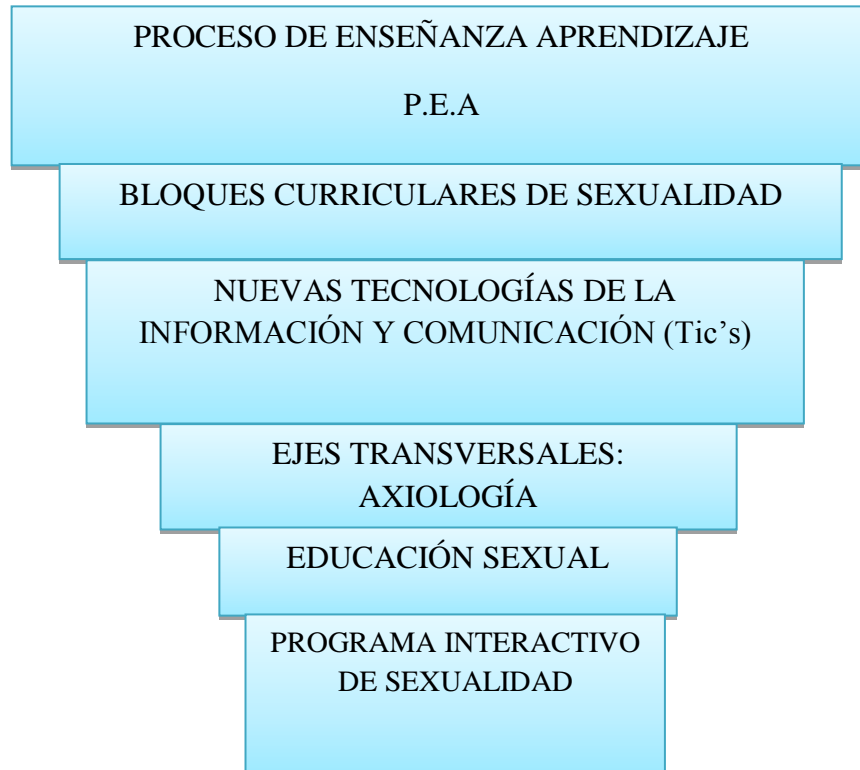 PROCESO DE ENSEÑANZA APRENDIZAJE
P.E.A
BLOQUES CURRICULARES DE SEXUALIDAD
NUEVAS TECNOLOGÍAS DE LA
INFORMACIÓN Y COMUNICACIÓN (Tic’s)
EJES TRANSVERSALES:
AXIOLOGÍA
EDUCACIÓN SEXUAL
PROGRAMA INTERACTIVO
DE SEXUALIDAD